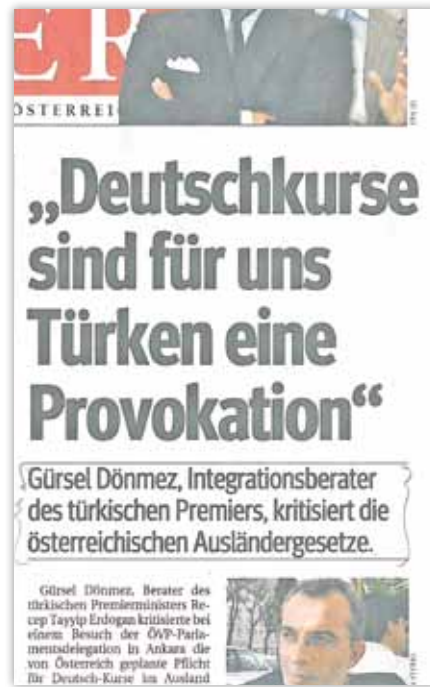 ER
ÖSTERREI
„Deutschkurse
sind für uns
Türken eine
Provokation“
Gürsel Dönmez, Integrationsberater
des türkischen Premiers, kritisiert die
österreichischen Ausländergesetze.
Gürsel Dönmez, Berater des
türkischen Premierministers Re-
cep Tayyip Erdogan kritisierte bei
einem Besuch der ÖVP-Parla-
mentsdelegation in Ankara die
von Österreich geplante Pflicht
für Deutsch-Kurse im Ausland